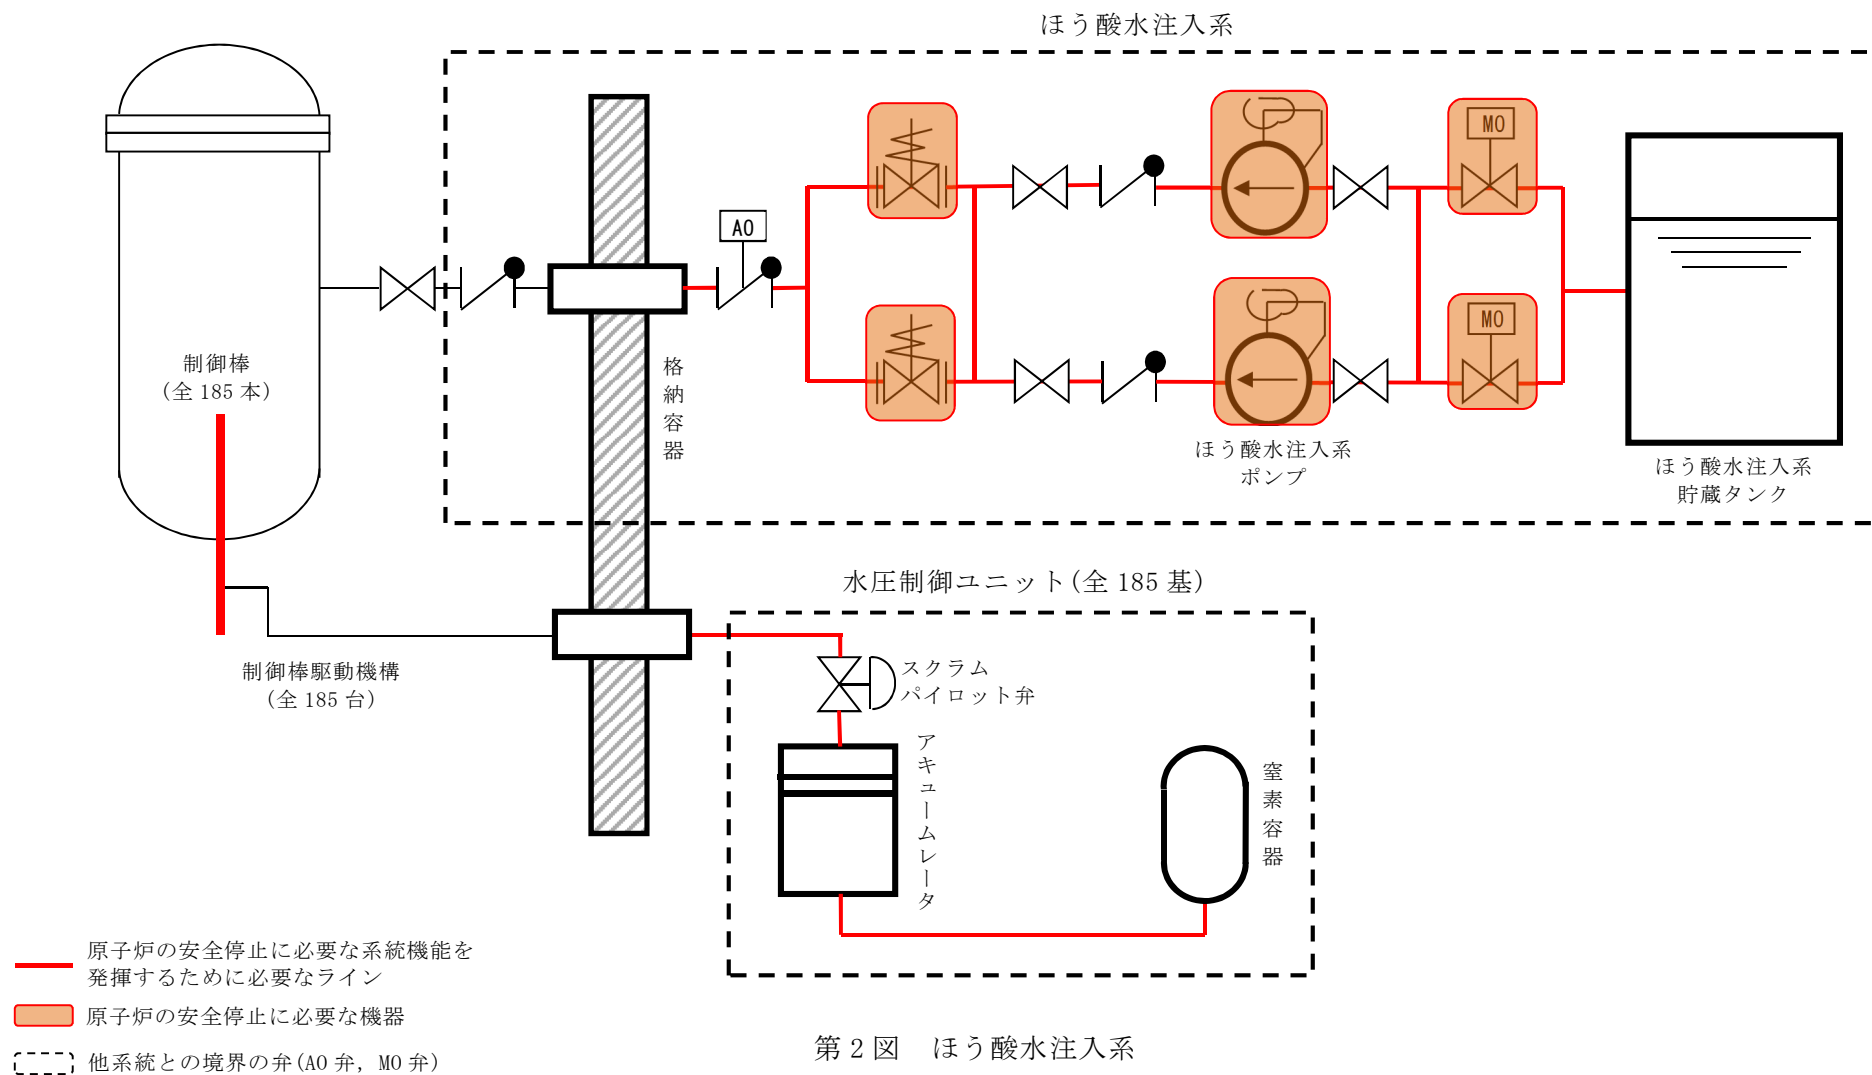 ほう酸水注入系
MO
AO
MO
制御棒
(全 185 本)
格納容器
ほう酸水注入系
ポンプ
ほう酸水注入系
貯蔵タンク
水圧制御ユニット(全 185 基)
制御棒駆動機構
(全 185 台)
スクラム
パイロット弁
アキュームレータ
窒素容器
原子炉の安全停止に必要な系統機能を
発揮するために必要なライン
原子炉の安全停止に必要な機器
他系統との境界の弁(AO 弁, MO 弁)
第 2 図　ほう酸水注入系